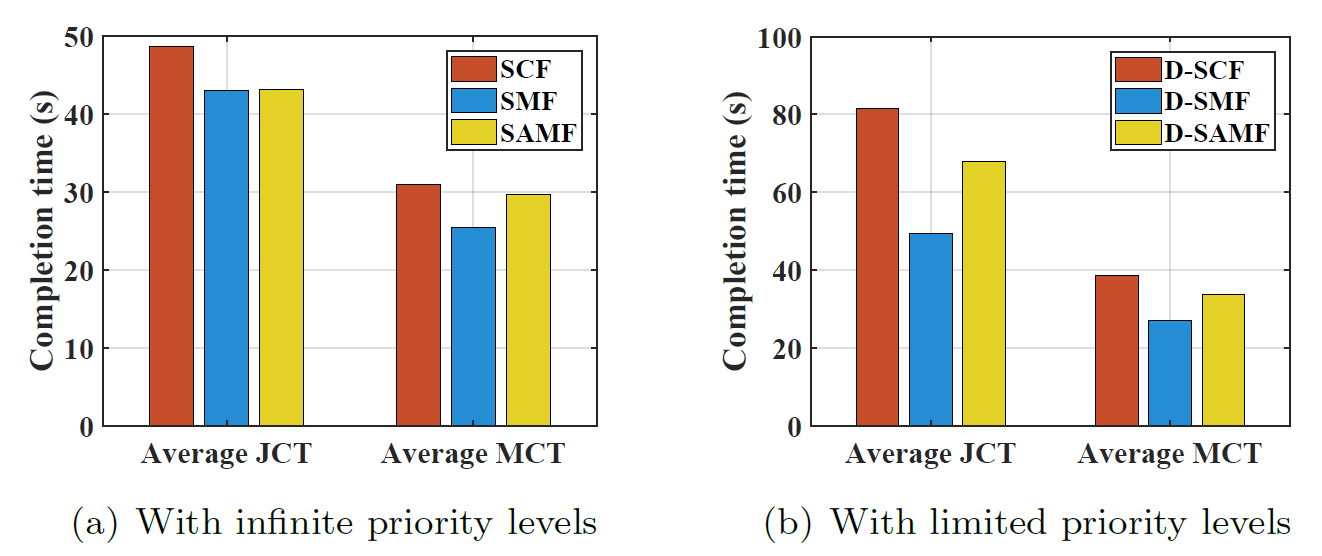 Completion time (s)
50
40
30
20
10
0
SCF
SMF
SAMF
Average JCT
Average MCT
(a) With infinite priority levels
Completion time (s)
100
80
60
40
20
0
D-SCF
D-SMF
D-SAMF
Average JCT
Average MCT
(b) With limited priority levels